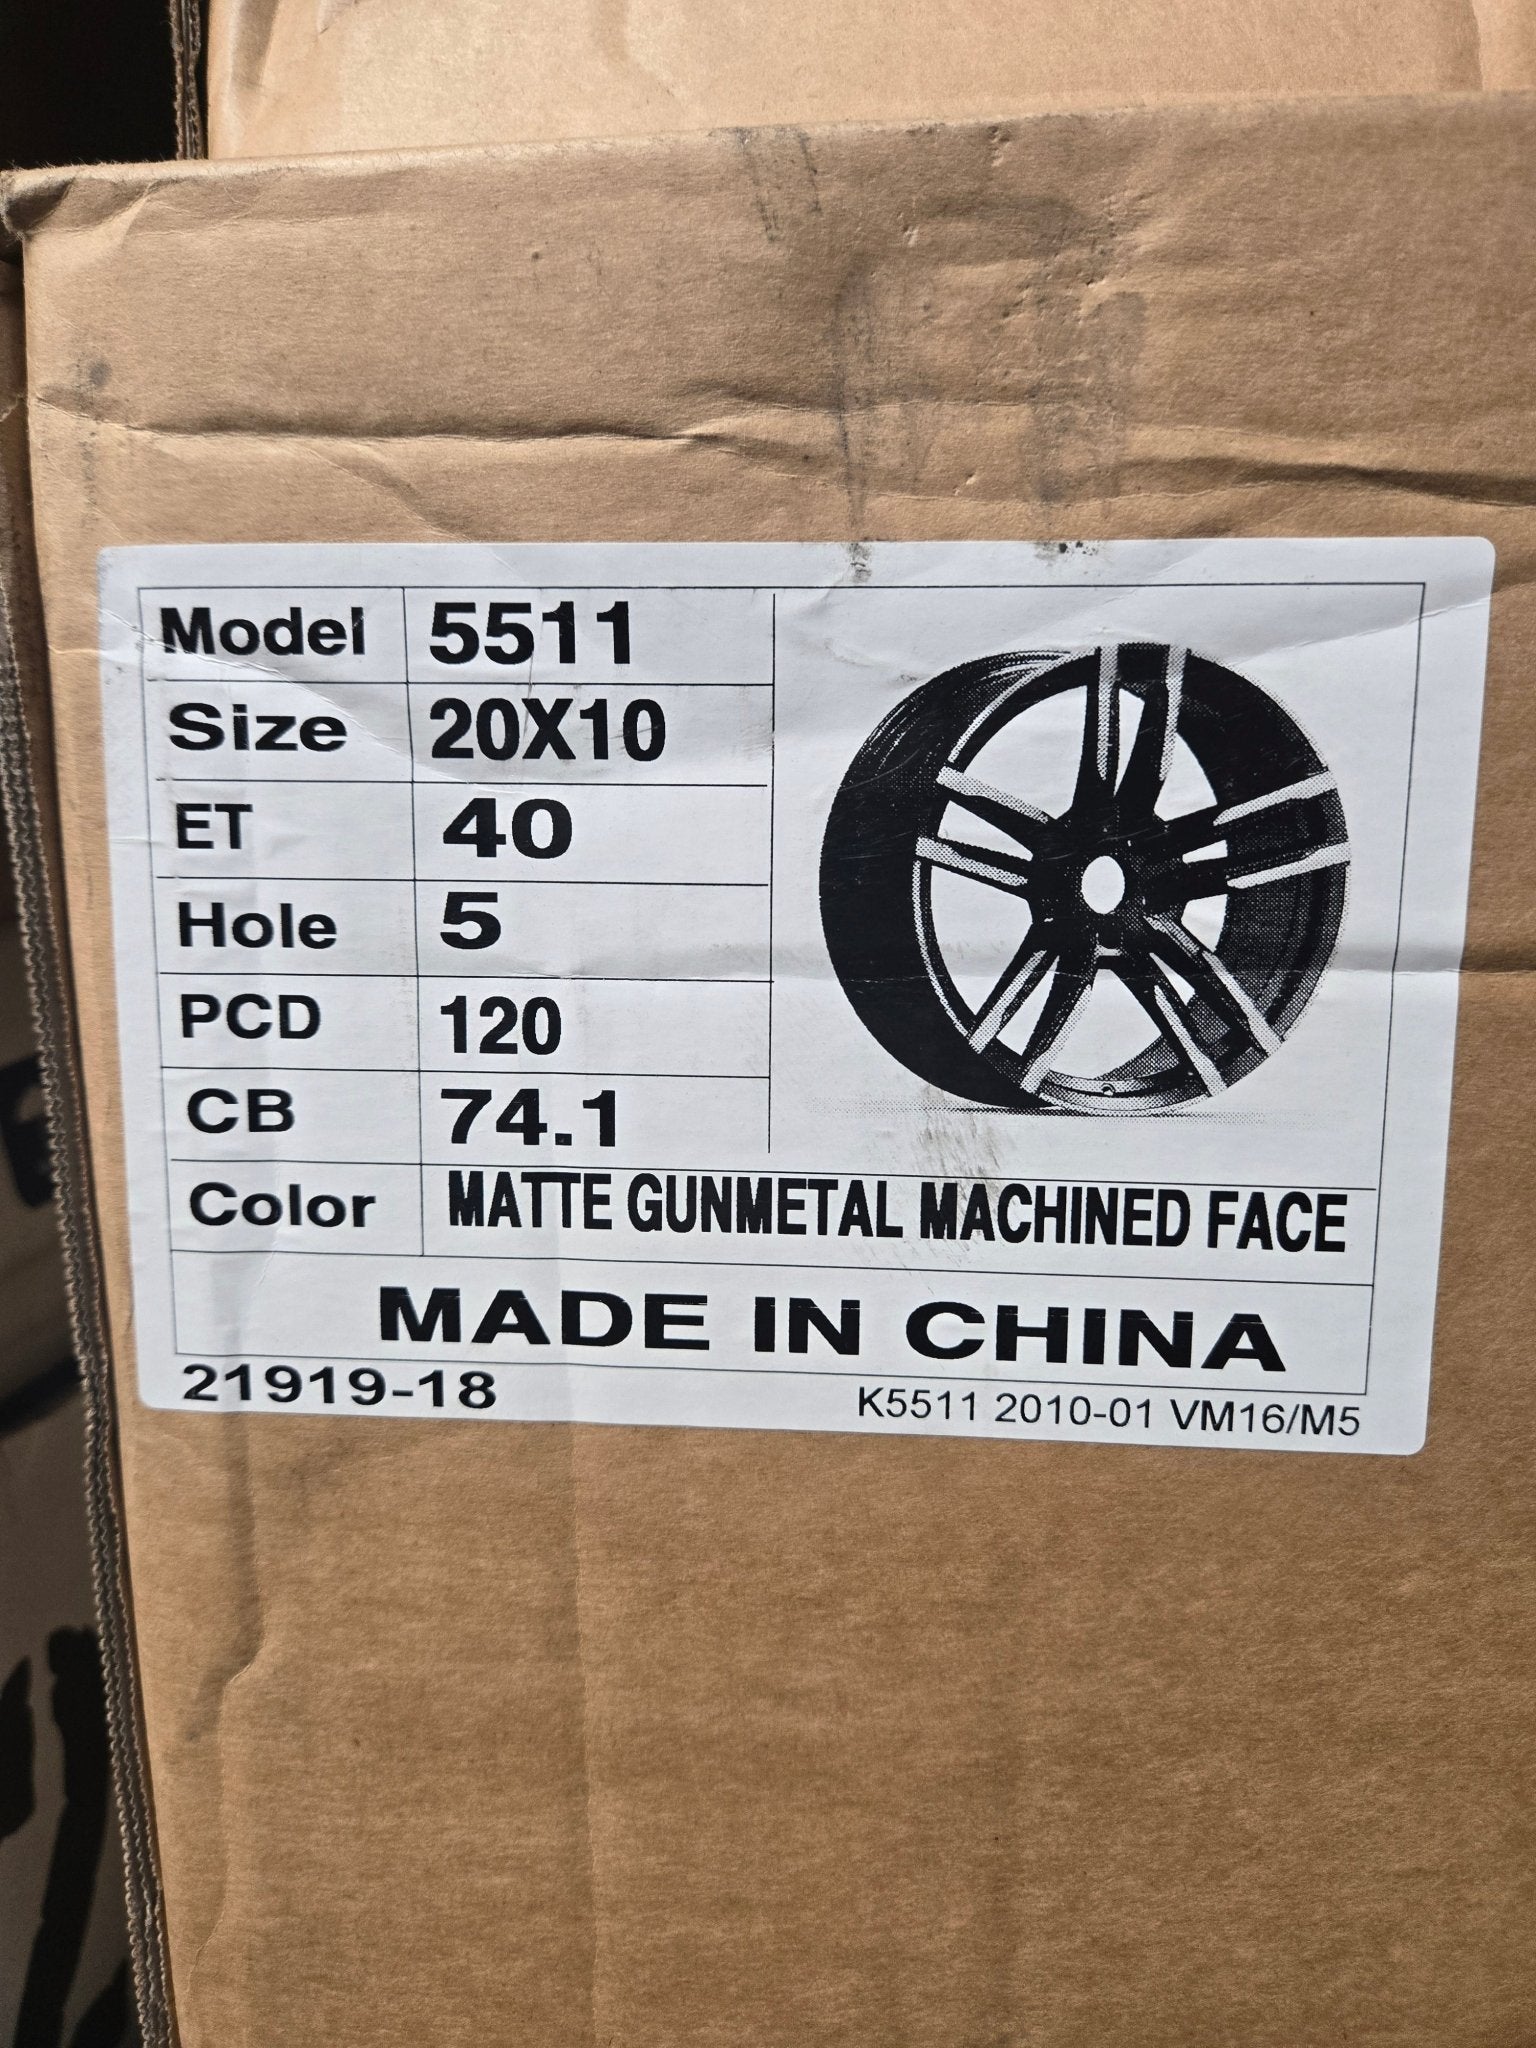 Model 5511
Size 20X10
ET 40
Hole 5
PCD 120
CB 74.1
Color MATTE GUNMETAL MACHINED FACE
MADE IN CHINA
21919-18 K5511 2010-01 VM16/M5